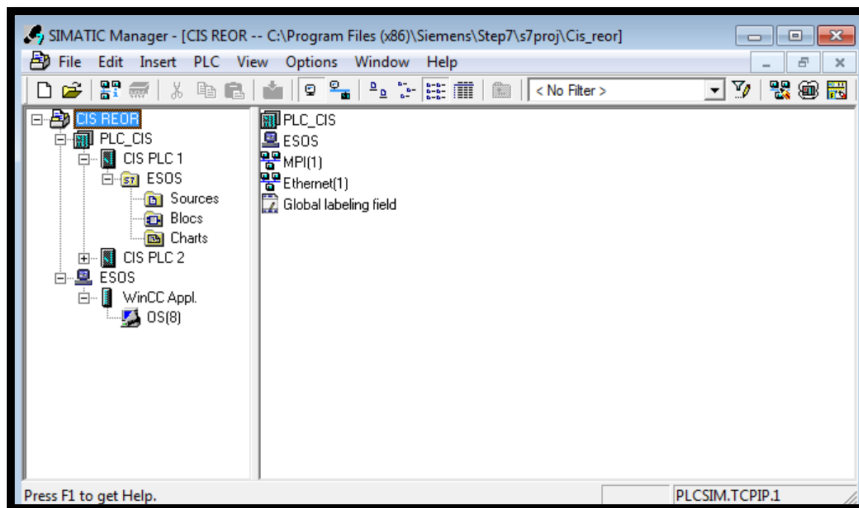 SIMATIC Manager - [CIS REOR -- C:\Program Files (x86)\Siemens\Step7\s7proj\Cis_reor]
File Edit Insert PLC View Options Window Help
< No Filter >
CIS REOR
PLC_CIS
CIS PLC 1
S7 ESOS
Sources
Blocs
Charts
CIS PLC 2
ESOS
WinCC Appl.
OS(8)
PLC_CIS
ESOS
MPI(1)
Ethernet(1)
Global labeling field
Press F1 to get Help.
PLCSIM.TCPIP.1